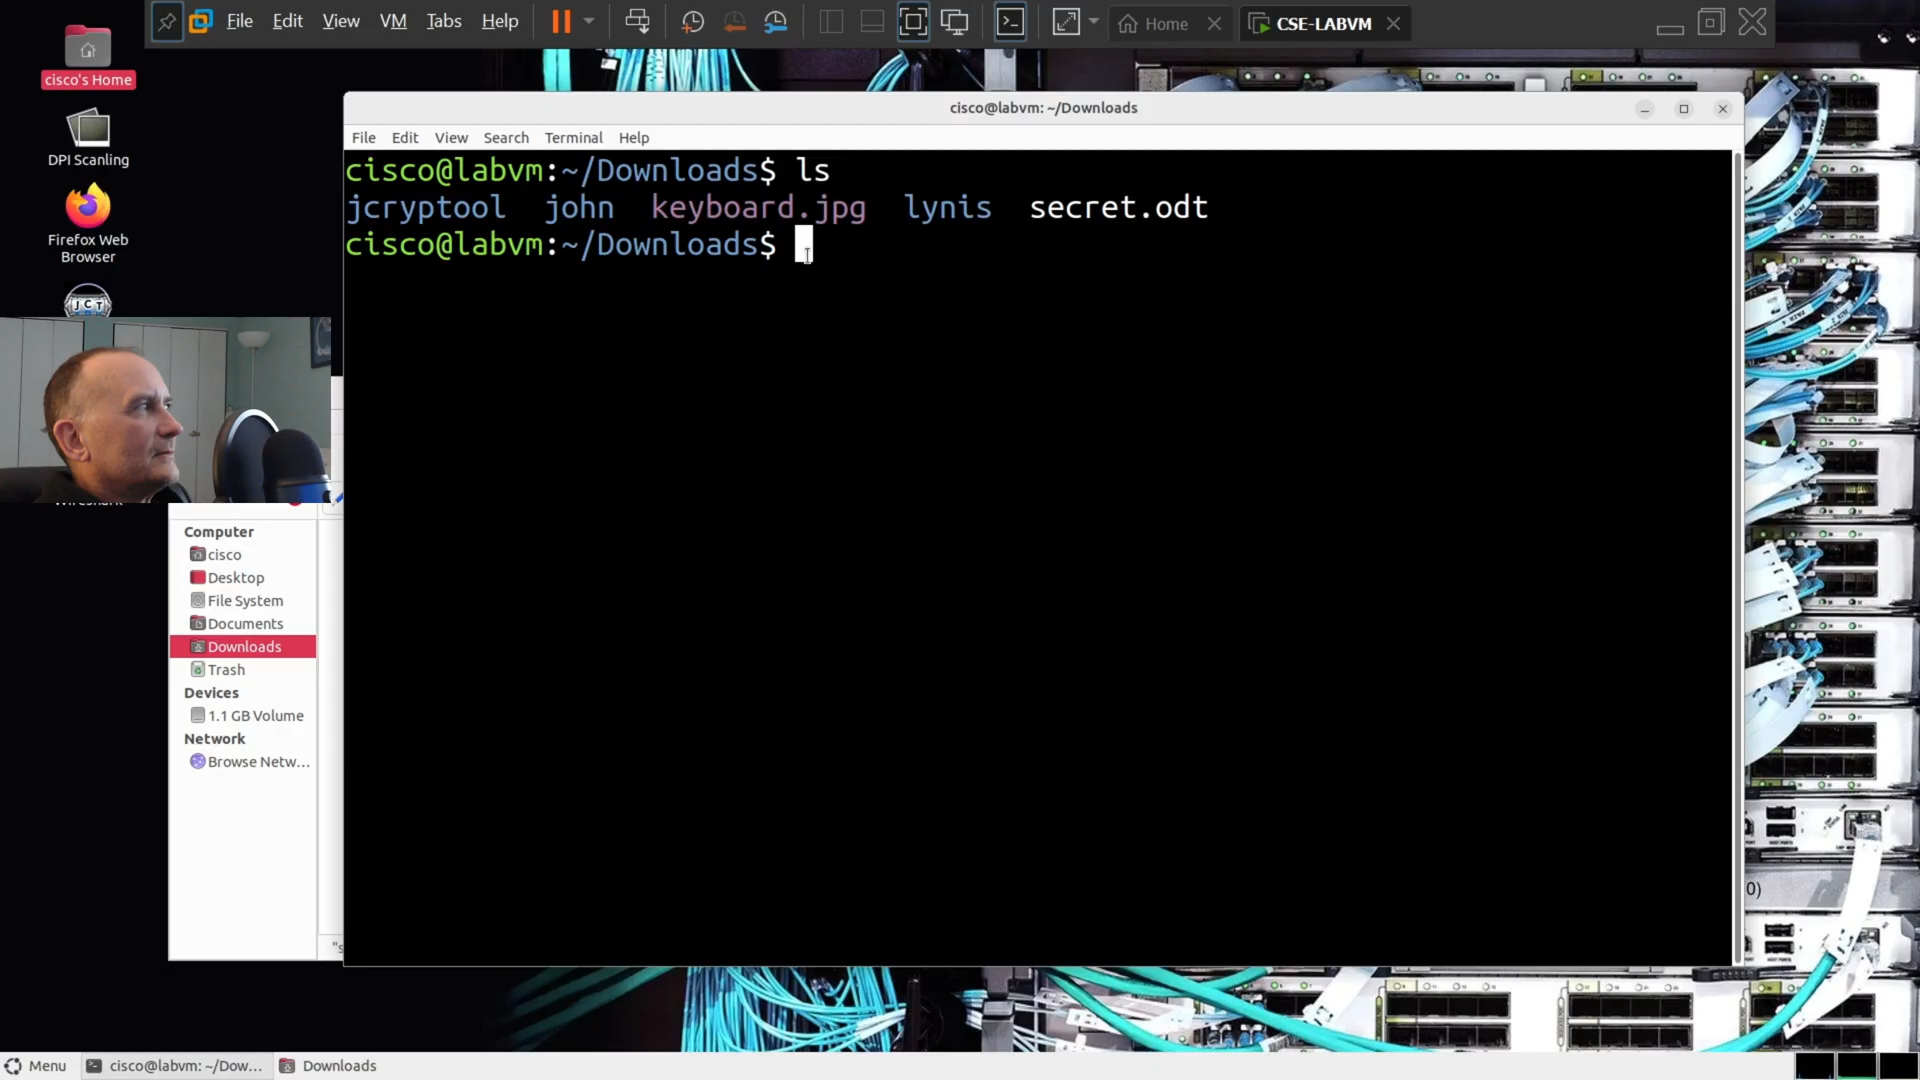 File Edit View VM Tabs Help
Home
CSE-LABVM
cisco's Home
DPI Scanling
Firefox Web
Browser
JCT
cisco@labvm: ~/Downloads
File Edit View Search Terminal Help
cisco@labvm:~/Downloads$ ls
jcryptool john keyboard.jpg lynis secret.odt
cisco@labvm:~/Downloads$
Computer
cisco
Desktop
File System
Documents
Downloads
Trash
Devices
1.1 GB Volume
Network
Browse Netw...
0)
Menu
cisco@labvm: ~/Dow...
Downloads